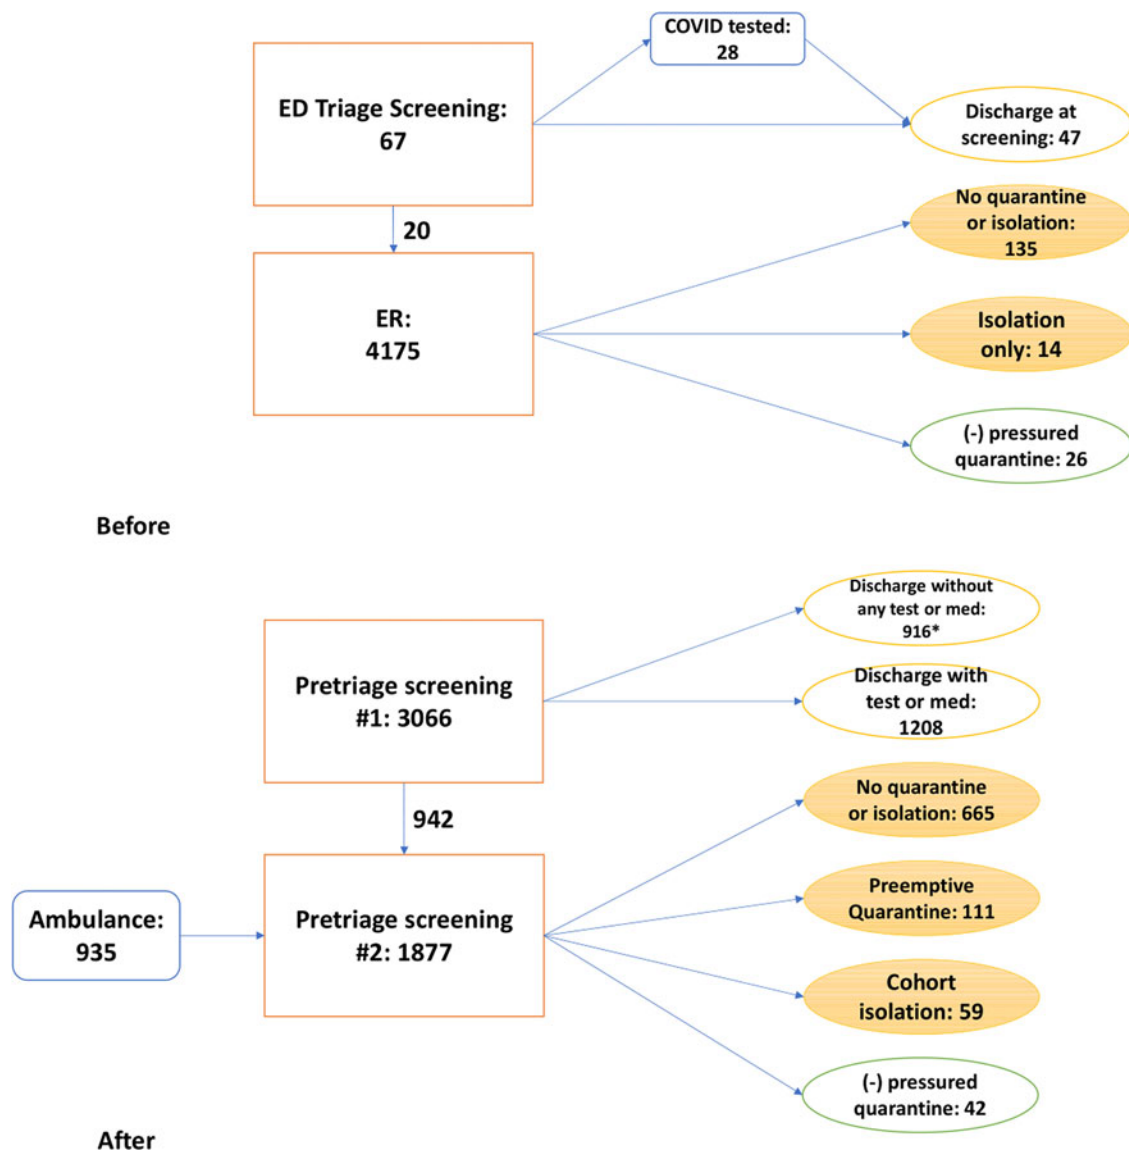 COVID tested:
28
ED Triage Screening:
67
Discharge at
screening: 47
20
No quarantine
or isolation:
135
ER:
4175
Isolation
only: 14
(-) pressured
quarantine: 26
Before
Discharge without
any test or med:
916*
Pretriage screening
#1: 3066
Discharge with
test or med:
1208
942
No quarantine
or isolation: 665
Ambulance:
935
Pretriage screening
#2: 1877
Preemptive
Quarantine: 111
Cohort
isolation: 59
(-) pressured
quarantine: 42
After